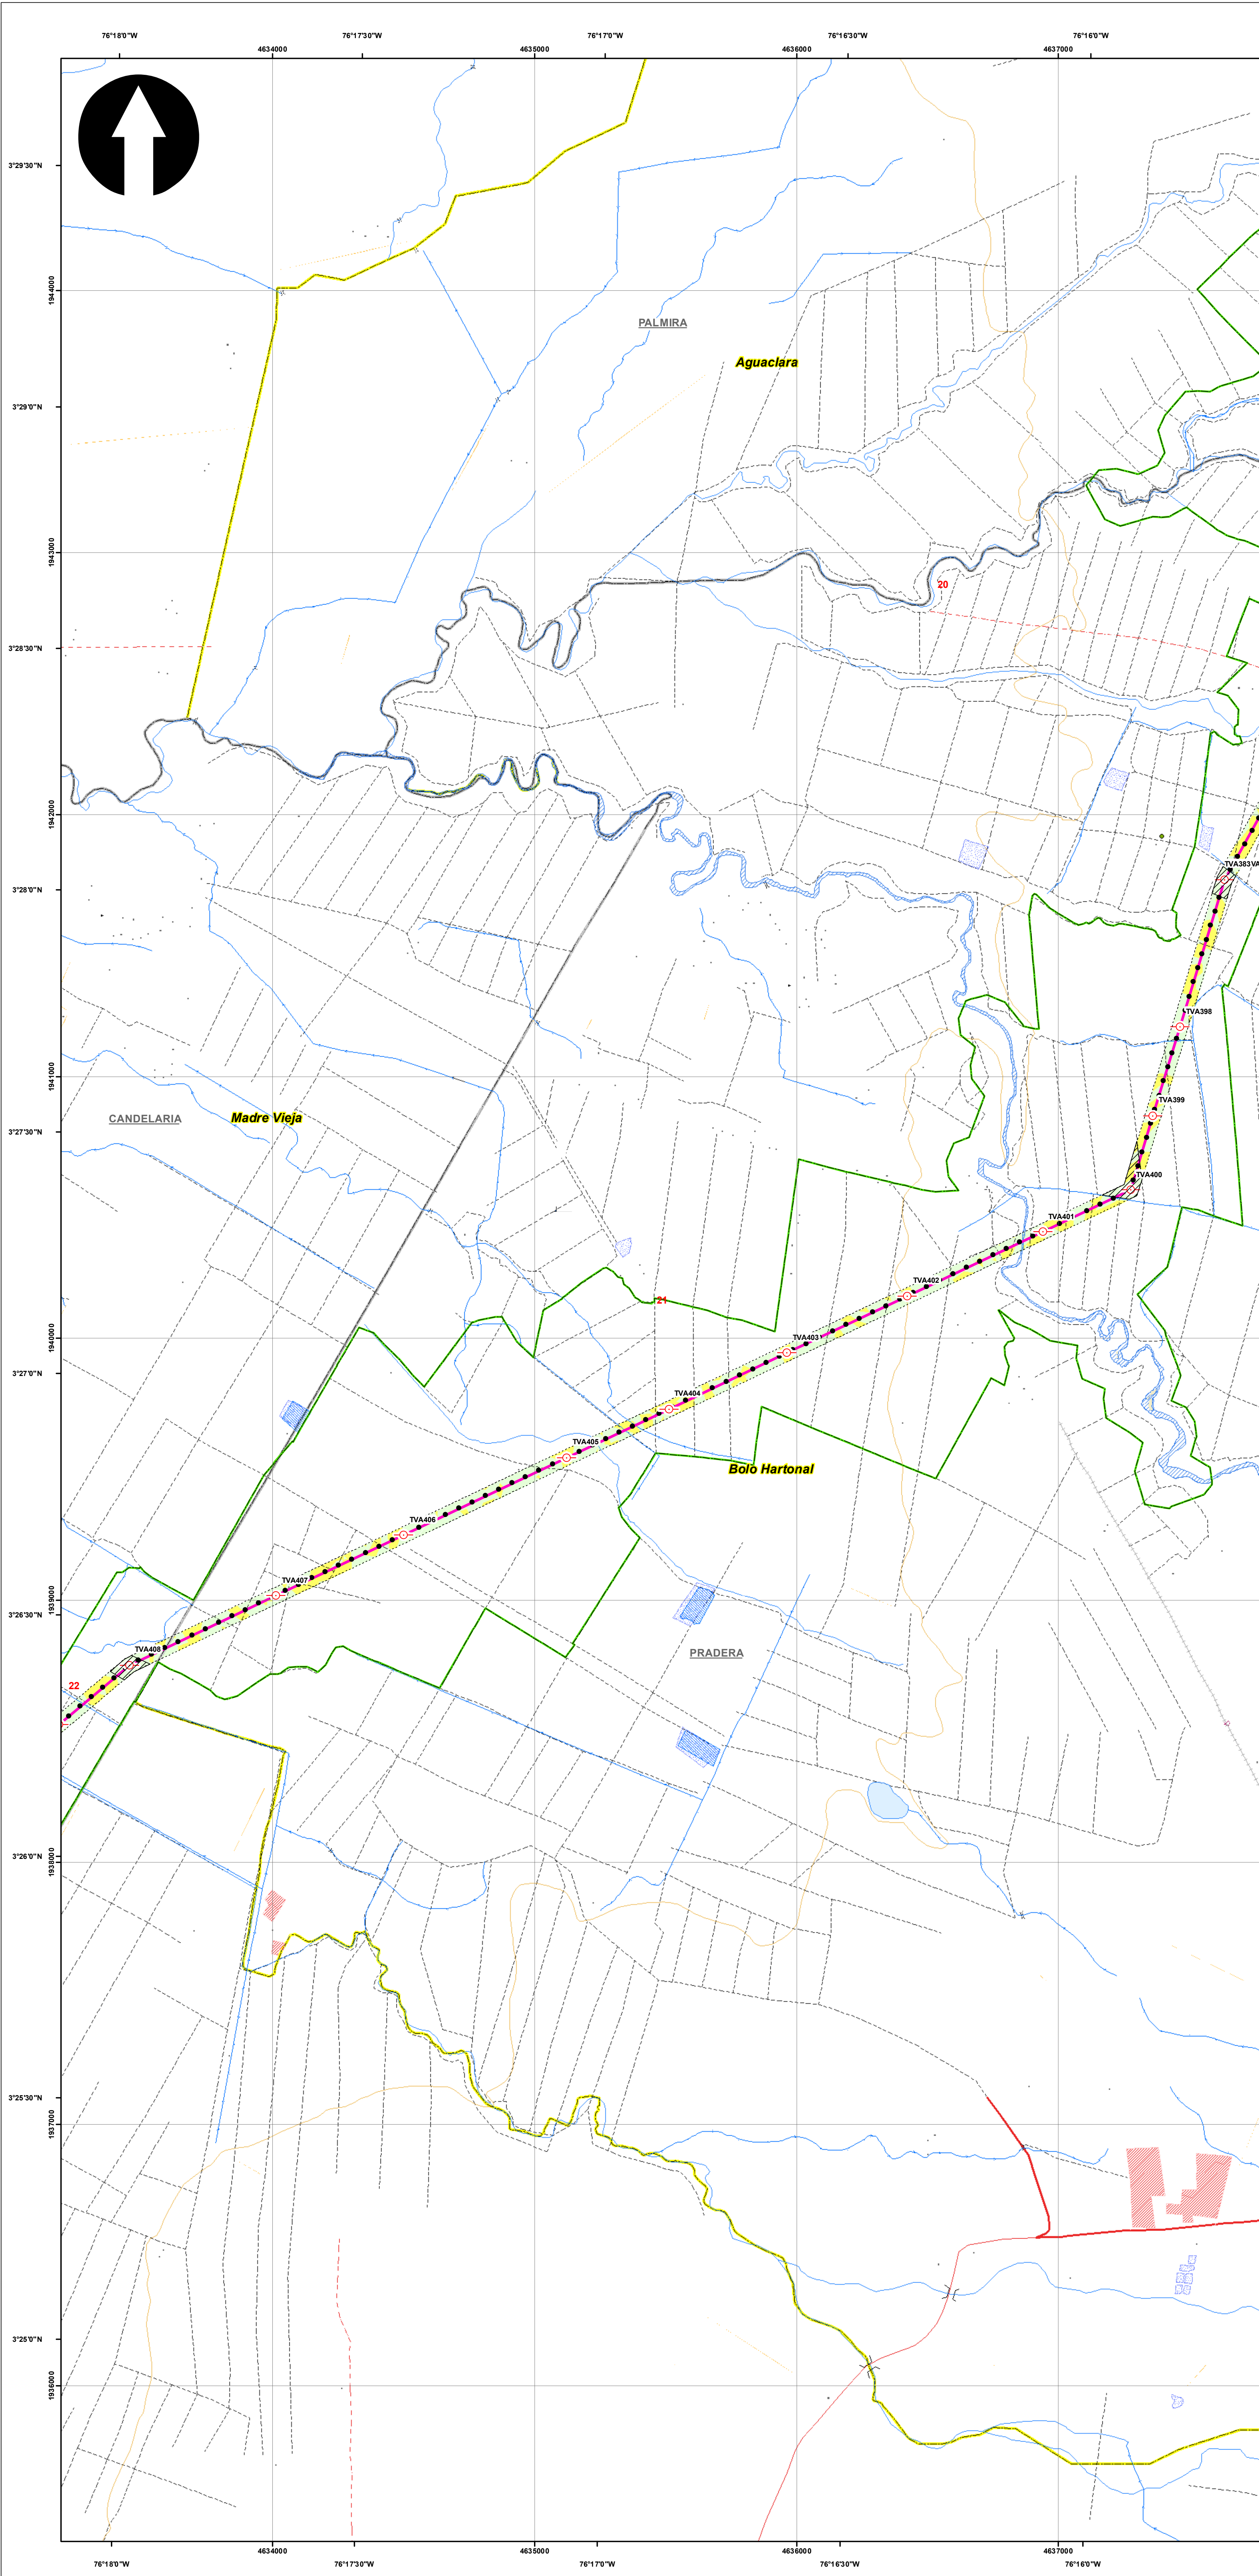 76°18'0"W 76°17'30"W 76°17'0"W 76°16'30"W 76°16'0"W
4634000 4635000 4636000 4637000
3°29'30"N
1944000
PALMIRA
Aguaclara
3°29'0"N
1943000
20
3°28'30"N
1942000
TVA383VA
3°28'0"N
TVA398
1941000
TVA399
CANDELARIA
Madre Vieja
3°27'30"N
TVA400
TVA401
TVA402
21
TVA403
1940000
3°27'0"N
TVA404
TVA405
Bolo Hartonal
TVA406
TVA407
1939000
3°26'30"N
TVA408
PRADERA
22
3°26'0"N
1938000
3°25'30"N
1937000
3°25'0"N
1936000
4634000 4635000 4636000 4637000
76°18'0"W 76°17'30"W 76°17'0"W 76°16'30"W 76°16'0"W